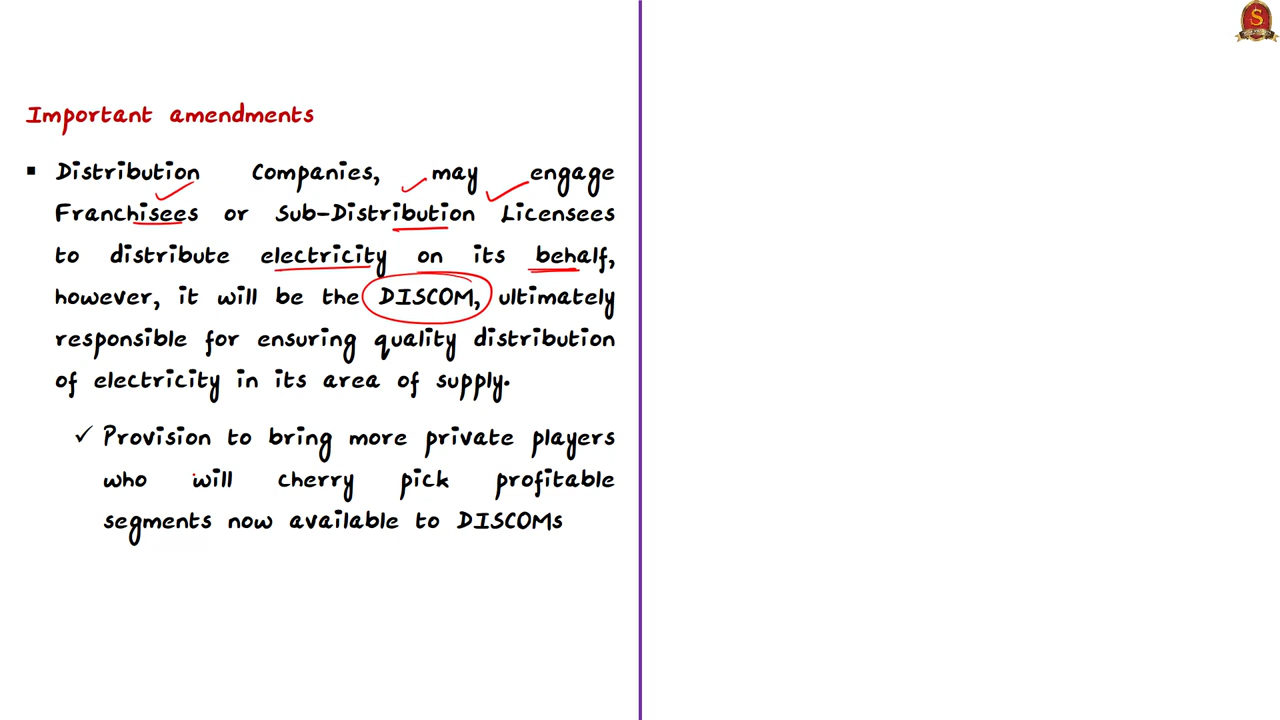 Important amendments
▪ Distribution Companies, may engage
Franchisees or Sub-Distribution Licensees
to distribute electricity on its behalf,
however, it will be the DISCOM, ultimately
responsible for ensuring quality distribution
of electricity in its area of supply.
✓ Provision to bring more private players
who will cherry pick profitable
segments now available to DISCOMs
S